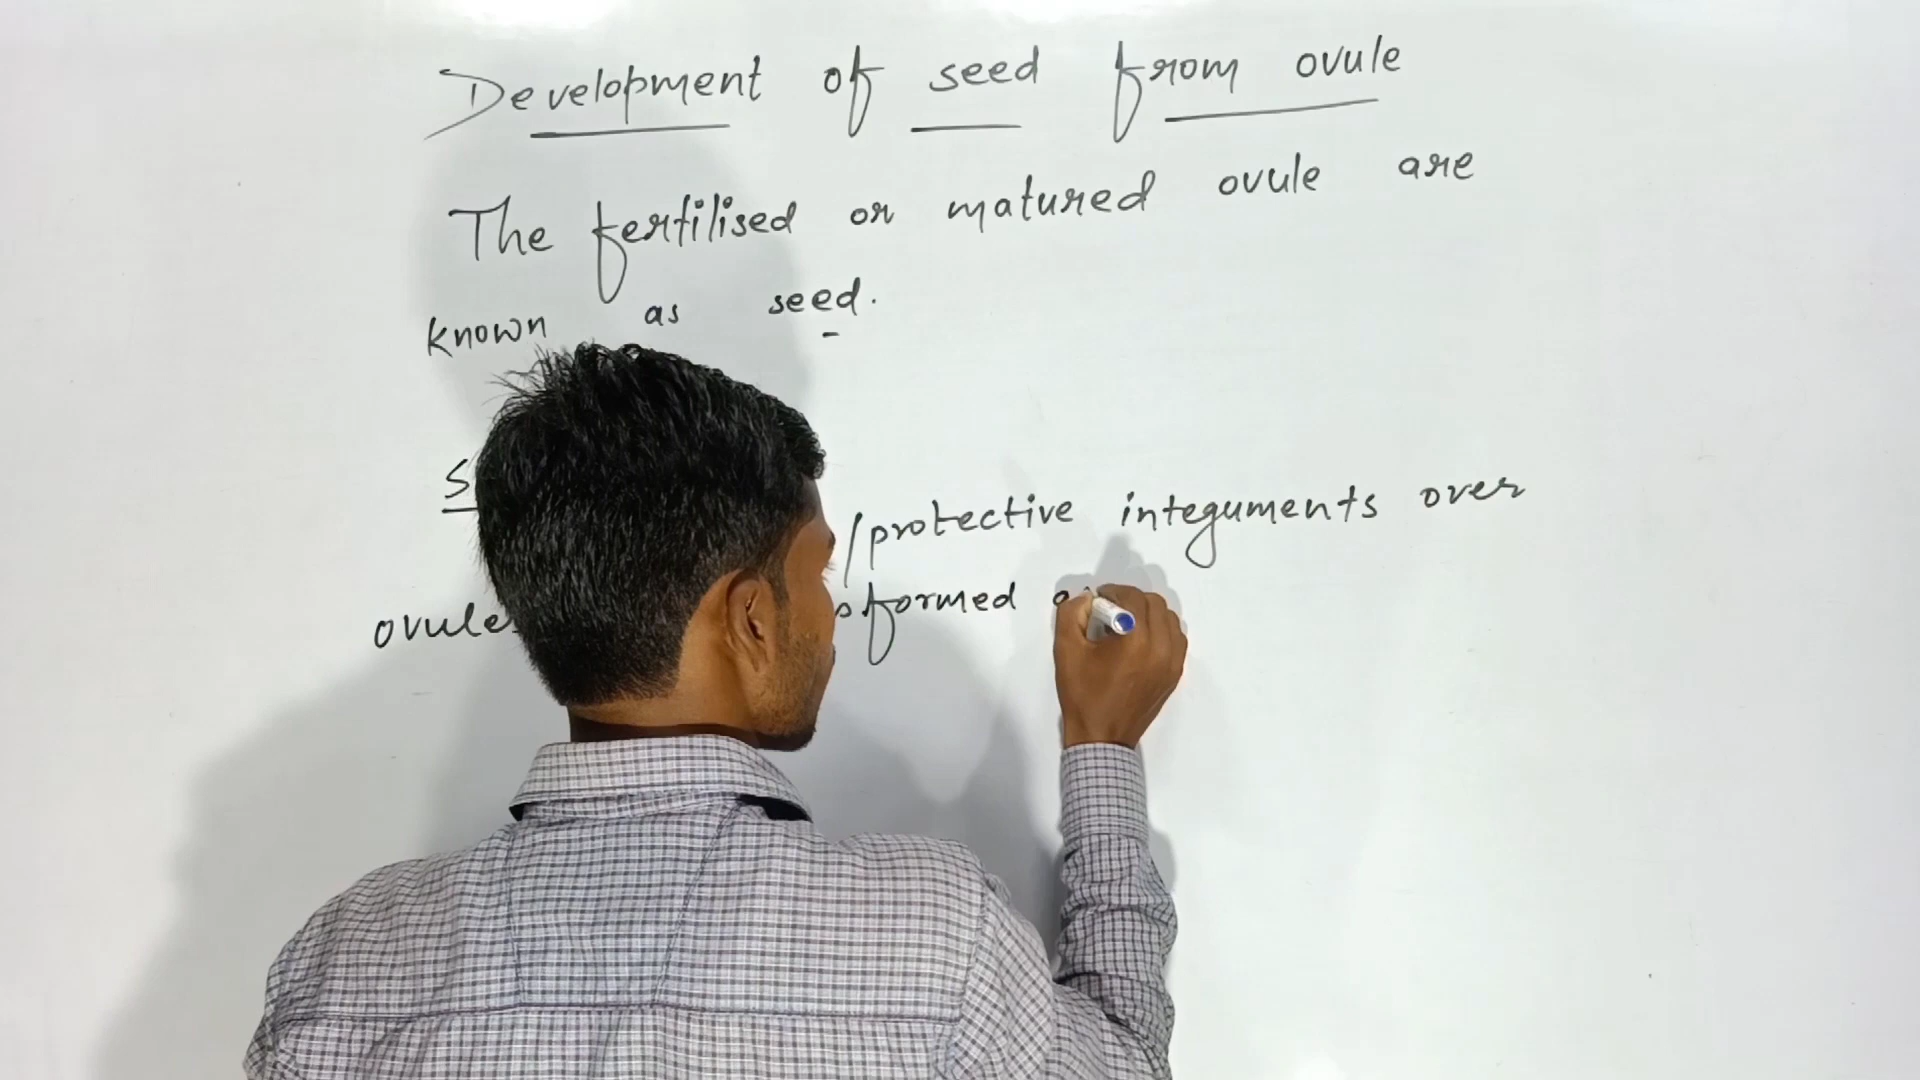 Development of seed from ovule
The fertilised or matured ovule are
known as seed.
/protective integuments over
ovule formed